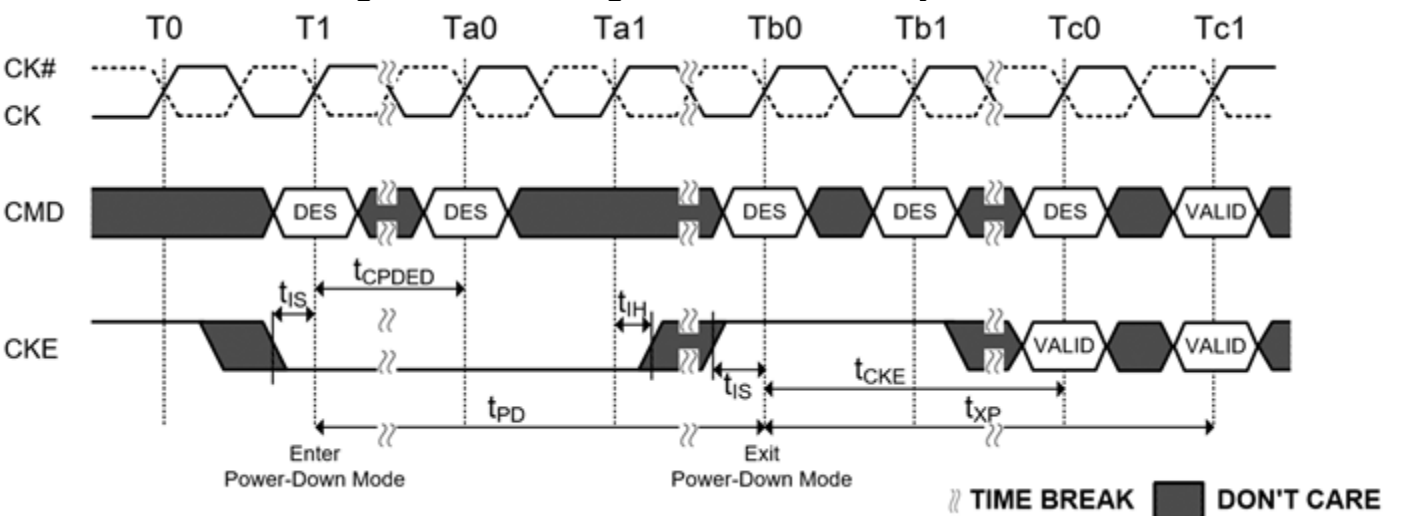 T0 T1 Ta0 Ta1 Tb0 Tb1 Tc0 Tc1
CK#
CK
CMD DES DES DES DES DES VALID
tCPDED
tIS tIH
CKE VALID VALID
tIS tCKE
tPD tXP
Enter Exit
Power-Down Mode Power-Down Mode
TIME BREAK DON'T CARE